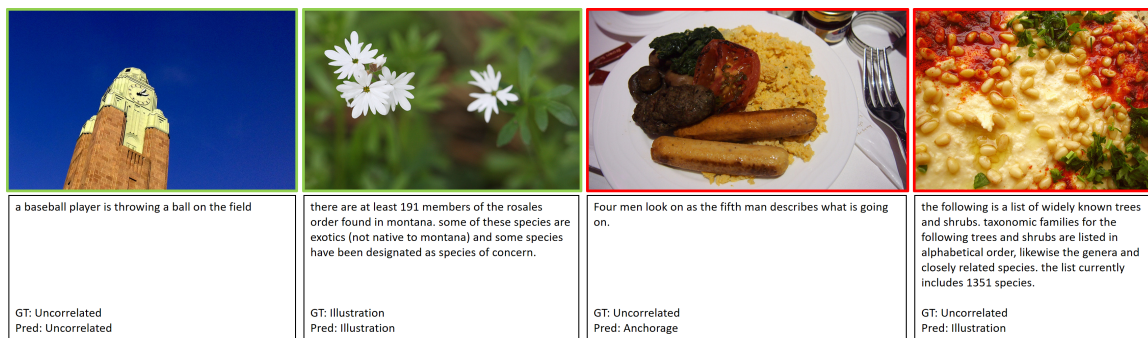 a baseball player is throwing a ball on the field
GT: Uncorrelated
Pred: Uncorrelated
there are at least 191 members of the rosales
order found in montana. some of these species are
exotics (not native to montana) and some species
have been designated as species of concern.
GT: Illustration
Pred: Illustration
Four men look on as the fifth man describes what is going
on.
GT: Uncorrelated
Pred: Anchorage
the following is a list of widely known trees
and shrubs. taxonomic families for the
following trees and shrubs are listed in
alphabetical order, likewise the genera and
closely related species. the list currently
includes 1351 species.
GT: Uncorrelated
Pred: Illustration